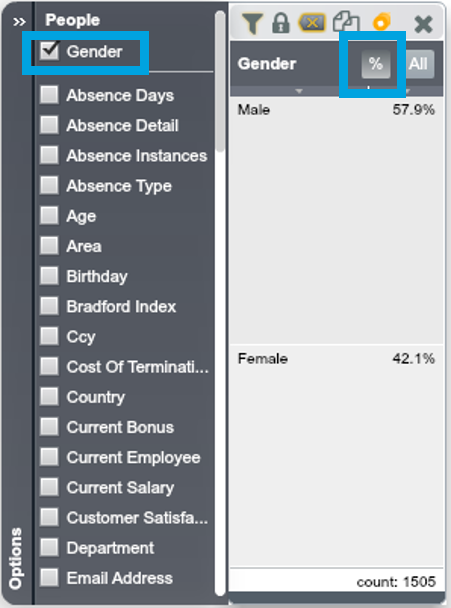 »
People
Gender
Absence Days
Absence Detail
Absence Instances
Absence Type
Age
Area
Birthday
Bradford Index
Ccy
Cost Of Terminati...
Country
Current Bonus
Current Employee
Current Salary
Customer Satisfa...
Department
Email Address
Options
Gender % All
Male 57.9%
Female 42.1%
count: 1505